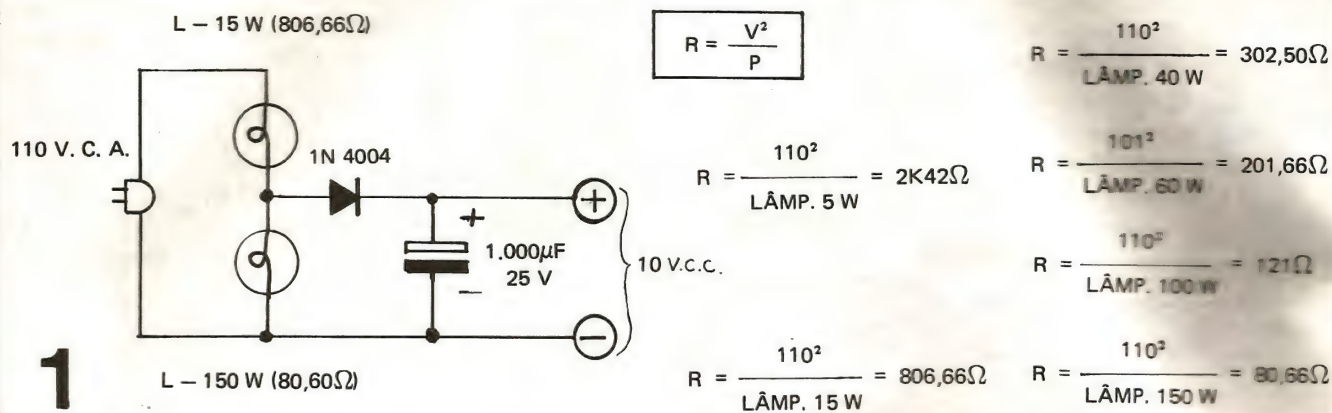 L – 15 W (806,66Ω)
110 V. C. A.
1N 4004
+
1.000µF
25 V
–
+
–
10 V.C.C.
L – 150 W (80,60Ω)
1
R = V² / P
R = 110² / LÂMP. 5 W = 2K42Ω
R = 110² / LÂMP. 15 W = 806,66Ω
R = 110² / LÂMP. 40 W = 302,50Ω
R = 101² / LÂMP. 60 W = 201,66Ω
R = 110² / LÂMP. 100 W = 121Ω
R = 110² / LÂMP. 150 W = 80,66Ω